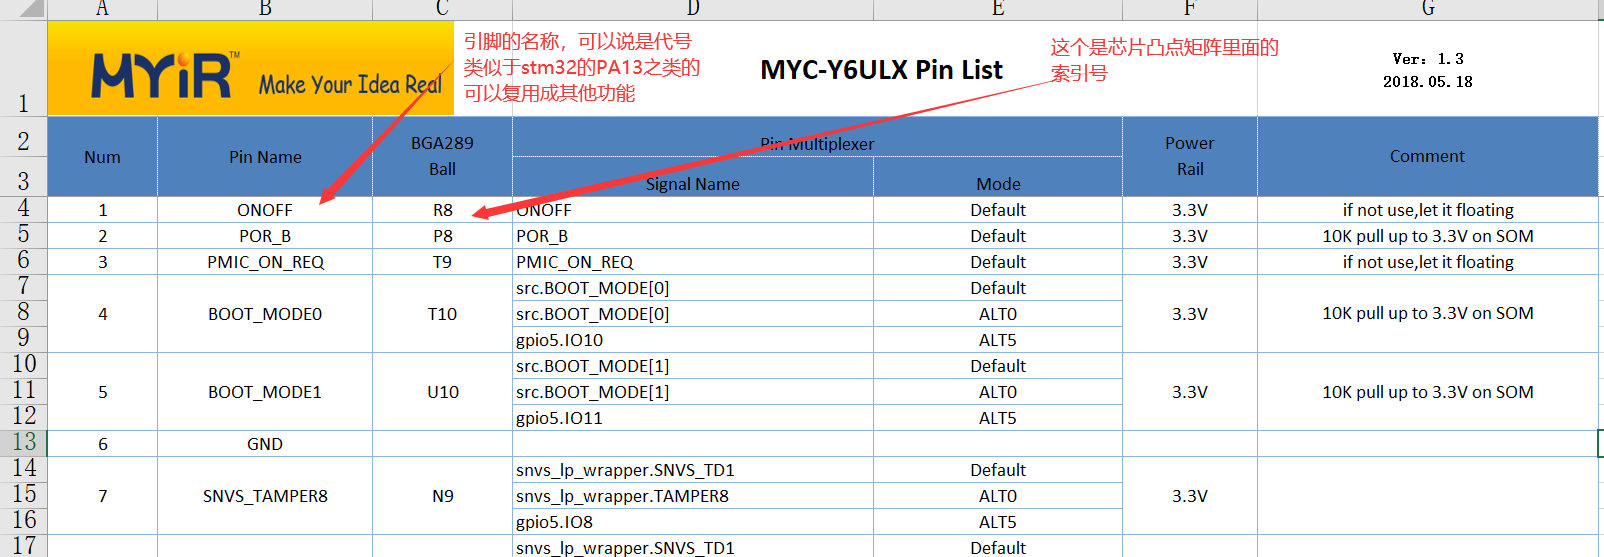 A B C D E F G
MYiR™ Make Your Idea Real
引脚的名称，可以说是代号
类似于stm32的PA13之类的
可以复用成其他功能
MYC-Y6ULX Pin List
这个是芯片凸点矩阵里面的
索引号
Ver: 1.3
2018.05.18
1
2 Num Pin Name BGA289 Ball Pin Multiplexer Power Rail Comment
3 Signal Name Mode
4 1 ONOFF R8 ONOFF Default 3.3V if not use,let it floating
5 2 POR_B P8 POR_B Default 3.3V 10K pull up to 3.3V on SOM
6 3 PMIC_ON_REQ T9 PMIC_ON_REQ Default 3.3V if not use,let it floating
7 src.BOOT_MODE[0] Default
8 4 BOOT_MODE0 T10 src.BOOT_MODE[0] ALT0 3.3V 10K pull up to 3.3V on SOM
9 gpio5.IO10 ALT5
10 src.BOOT_MODE[1] Default
11 5 BOOT_MODE1 U10 src.BOOT_MODE[1] ALT0 3.3V 10K pull up to 3.3V on SOM
12 gpio5.IO11 ALT5
13 6 GND
14 snvs_lp_wrapper.SNVS_TD1 Default
15 7 SNVS_TAMPER8 N9 snvs_lp_wrapper.TAMPER8 ALT0 3.3V
16 gpio5.IO8 ALT5
17 snvs_lp_wrapper.SNVS_TD1 Default